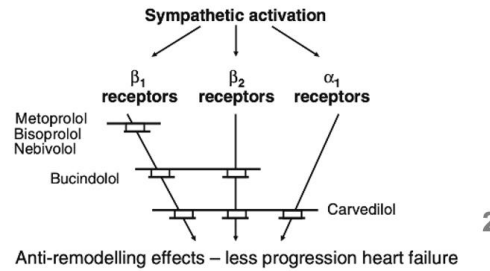 Sympathetic activation
β1 β2 α1
receptors receptors receptors
Metoprolol
Bisoprolol
Nebivolol
Bucindolol
Carvedilol
2
Anti-remodelling effects – less progression heart failure